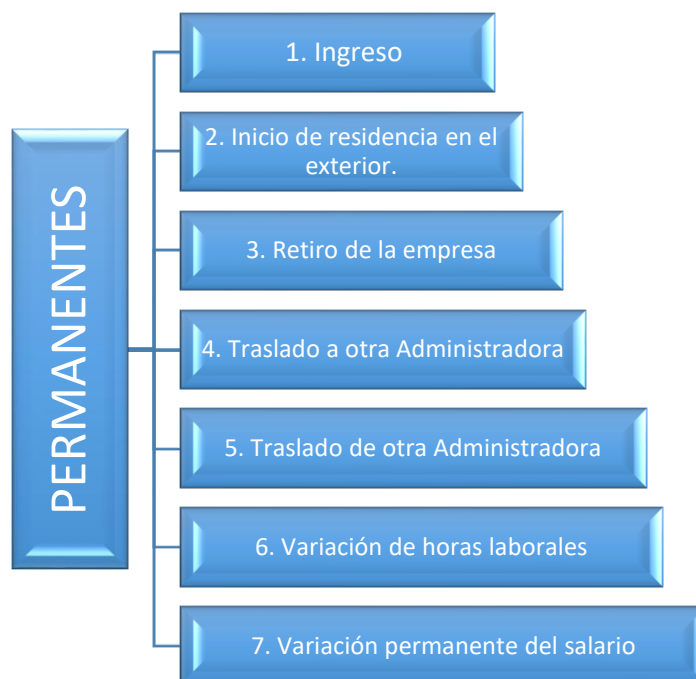 PERMANENTES
1. Ingreso
2. Inicio de residencia en el
exterior.
3. Retiro de la empresa
4. Traslado a otra Administradora
5. Traslado de otra Administradora
6. Variación de horas laborales
7. Variación permanente del salario